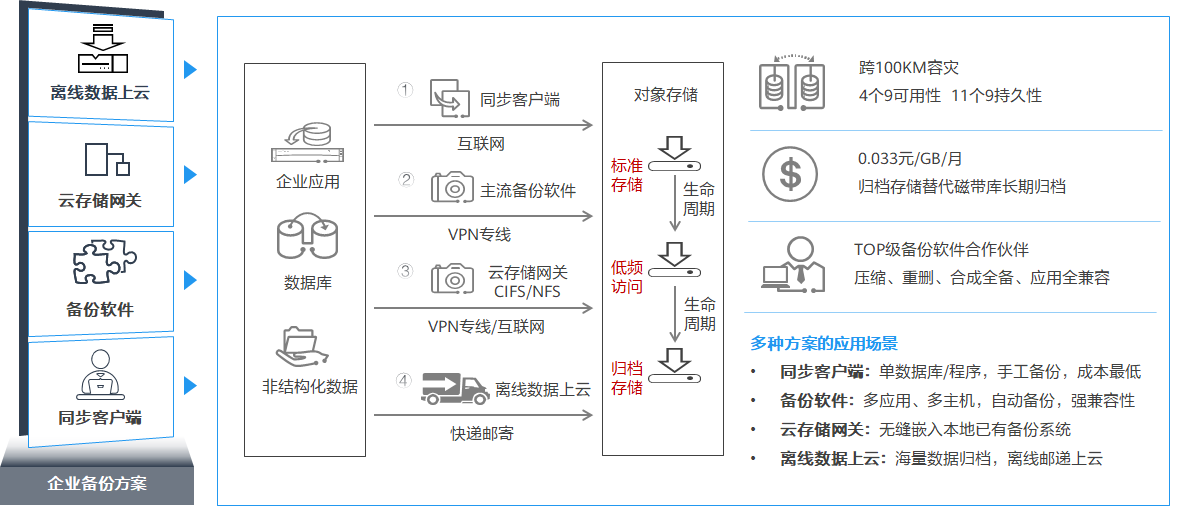 离线数据上云
云存储网关
备份软件
同步客户端
企业备份方案
企业应用
数据库
非结构化数据
① 同步客户端
互联网
② 主流备份软件
VPN专线
③ 云存储网关
CIFS/NFS
VPN专线/互联网
④ 离线数据上云
快递邮寄
对象存储
标准
存储
生命
周期
低频
访问
生命
周期
归档
存储
跨100KM容灾
4个9可用性 11个9持久性
$
0.033元/GB/月
归档存储替代磁带库长期归档
TOP级备份软件合作伙伴
压缩、重删、合成全备、应用全兼容
多种方案的应用场景
• 同步客户端：单数据库/程序，手工备份，成本最低
• 备份软件：多应用、多主机，自动备份，强兼容性
• 云存储网关：无缝嵌入本地已有备份系统
• 离线数据上云：海量数据归档，离线邮递上云